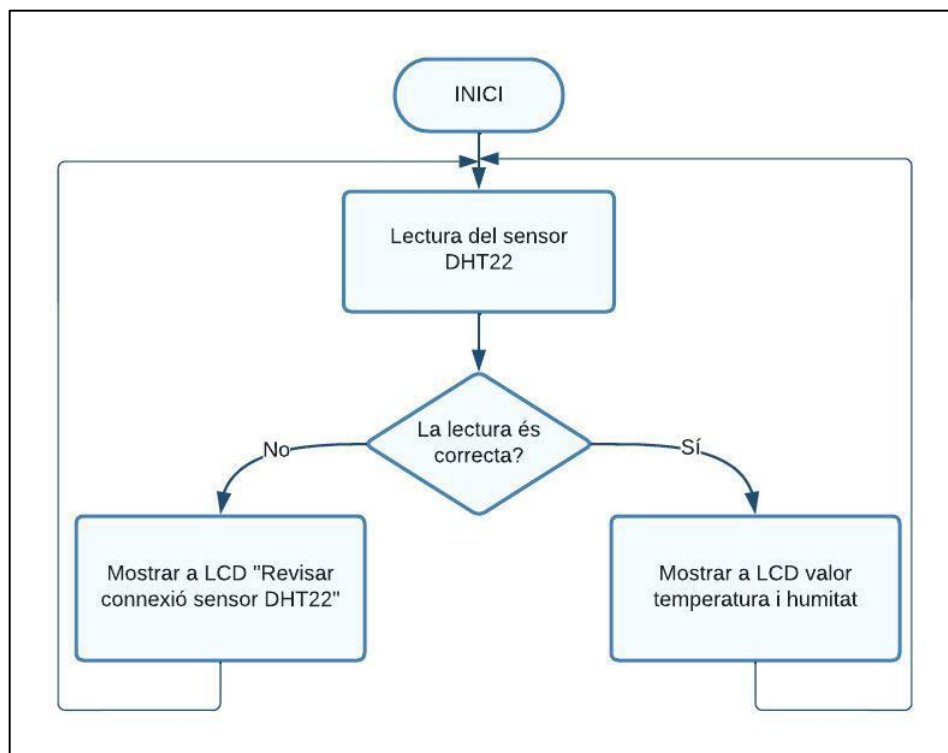 INICI
Lectura del sensor
DHT22
La lectura és
correcta?
No
Sí
Mostrar a LCD "Revisar
connexió sensor DHT22"
Mostrar a LCD valor
temperatura i humitat